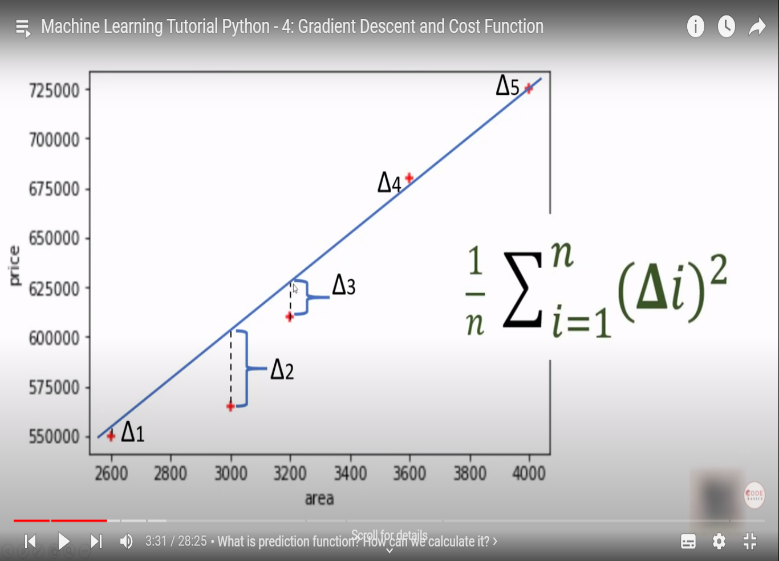 Machine Learning Tutorial Python - 4: Gradient Descent and Cost Function
725000
700000
675000
650000
625000
600000
575000
550000
price
Δ5
Δ4
Δ3
Δ2
Δ1
1/n ∑ⁿᵢ₌₁ (Δi)²
2600 2800 3000 3200 3400 3600 3800 4000
area
CODE
Scroll for details
3:31 / 28:25 • What is prediction function? How can we calculate it? >